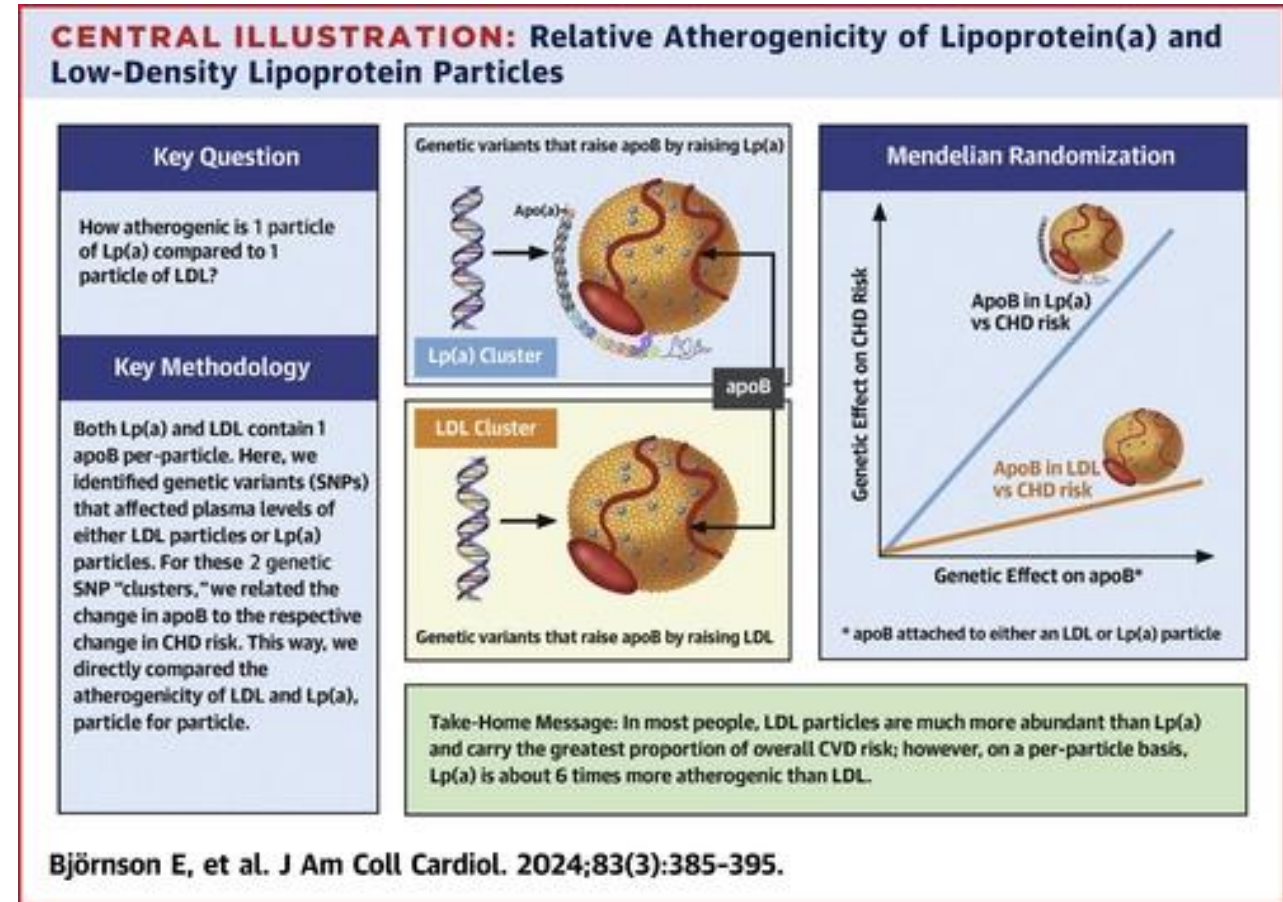 CENTRAL ILLUSTRATION: Relative Atherogenicity of Lipoprotein(a) and
Low-Density Lipoprotein Particles
Key Question
How atherogenic is 1 particle
of Lp(a) compared to 1
particle of LDL?
Key Methodology
Both Lp(a) and LDL contain 1
apoB per-particle. Here, we
identified genetic variants (SNPs)
that affected plasma levels of
either LDL particles or Lp(a)
particles. For these 2 genetic
SNP "clusters," we related the
change in apoB to the respective
change in CHD risk. This way, we
directly compared the
atherogenicity of LDL and Lp(a),
particle for particle.
Genetic variants that raise apoB by raising Lp(a)
Apo(a)
Lp(a) Cluster
apoB
LDL Cluster
Genetic variants that raise apoB by raising LDL
Mendelian Randomization
Genetic Effect on CHD Risk
ApoB in Lp(a)
vs CHD risk
ApoB in LDL
vs CHD risk
Genetic Effect on apoB*
* apoB attached to either an LDL or Lp(a) particle
Take-Home Message: In most people, LDL particles are much more abundant than Lp(a)
and carry the greatest proportion of overall CVD risk; however, on a per-particle basis,
Lp(a) is about 6 times more atherogenic than LDL.
Björnson E, et al. J Am Coll Cardiol. 2024;83(3):385-395.